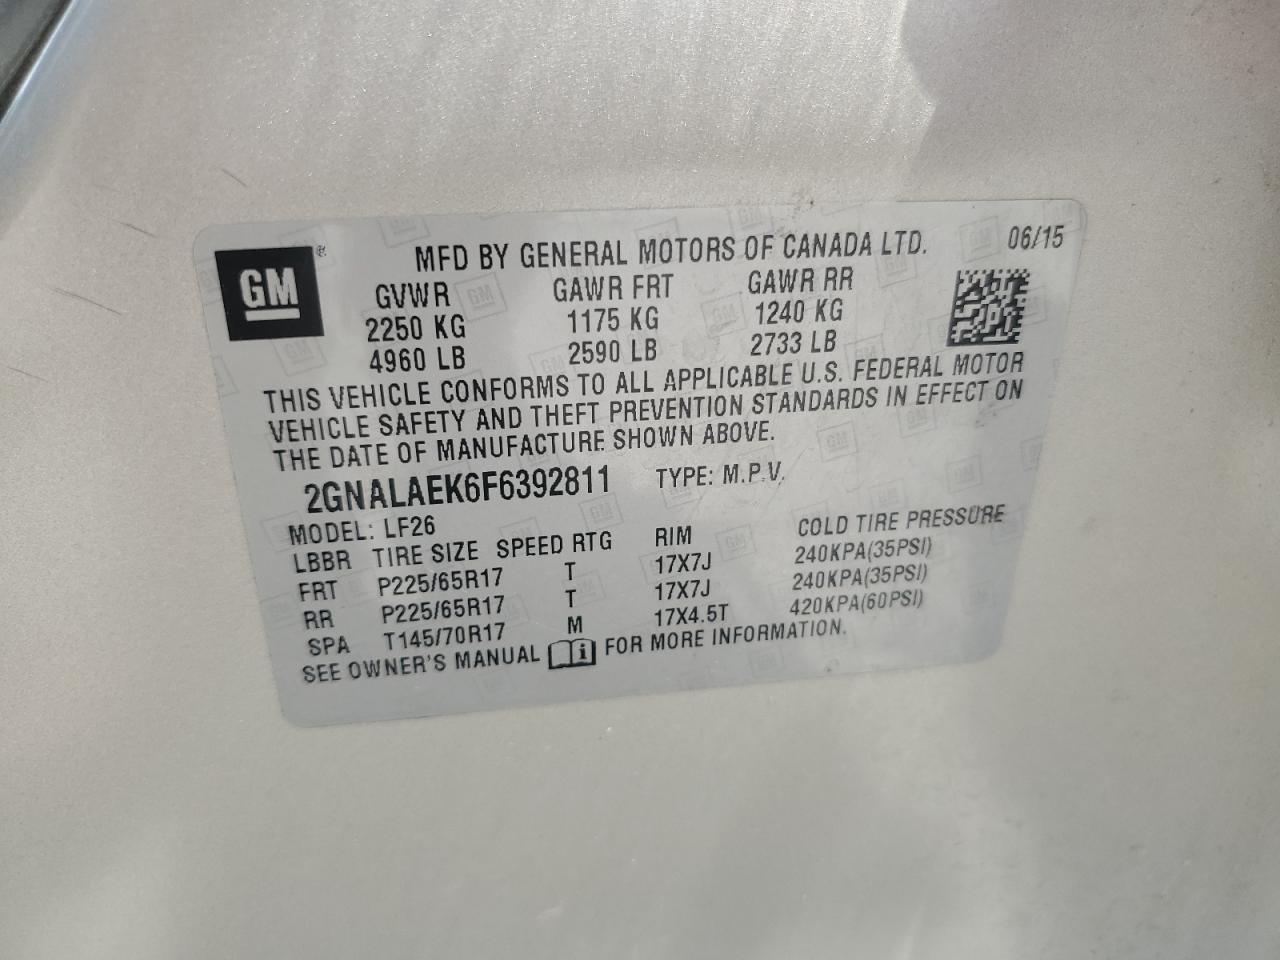 GM®
MFD BY GENERAL MOTORS OF CANADA LTD. 06/15
GVWR GAWR FRT GAWR RR
2250 KG 1175 KG 1240 KG
4960 LB 2590 LB 2733 LB
THIS VEHICLE CONFORMS TO ALL APPLICABLE U.S. FEDERAL MOTOR
VEHICLE SAFETY AND THEFT PREVENTION STANDARDS IN EFFECT ON
THE DATE OF MANUFACTURE SHOWN ABOVE.
2GNALAEK6F6392811 TYPE: M.P.V.
MODEL: LF26
LBBR TIRE SIZE SPEED RTG RIM COLD TIRE PRESSURE
FRT P225/65R17 T 17X7J 240KPA(35PSI)
RR P225/65R17 T 17X7J 240KPA(35PSI)
SPA T145/70R17 M 17X4.5T 420KPA(60PSI)
SEE OWNER'S MANUAL i FOR MORE INFORMATION.